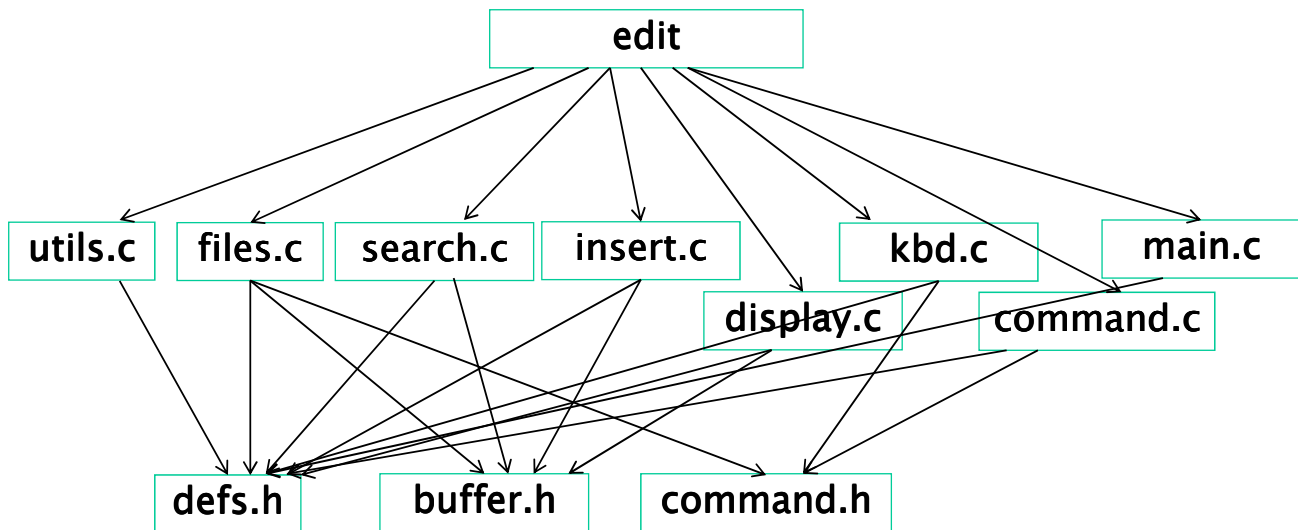 edit
utils.c
files.c
search.c
insert.c
kbd.c
main.c
display.c
command.c
defs.h
buffer.h
command.h